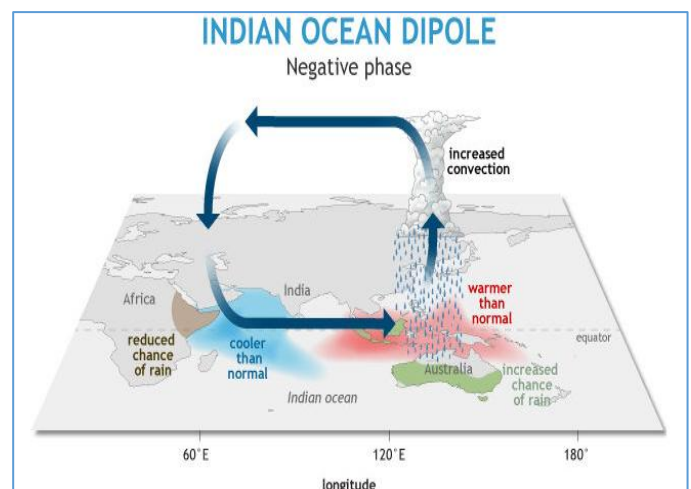 INDIAN OCEAN DIPOLE
Negative phase
increased
convection
Africa
India
warmer
than
normal
reduced
chance
of rain
cooler
than
normal
equator
Australia
increased
chance
of rain
Indian ocean
60°E
120°E
180°
longitude